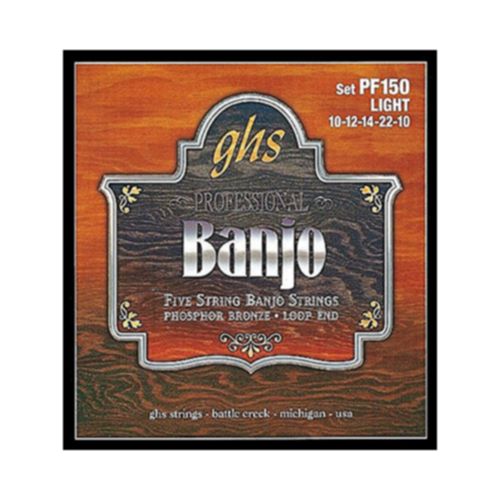 Set PF150
LIGHT
10-12-14-22-10
ghs
PROFESSIONAL
Banjo
FIVE STRING BANJO STRINGS
PHOSPHOR BRONZE · LOOP END
ghs strings - battle creek - michigan - usa